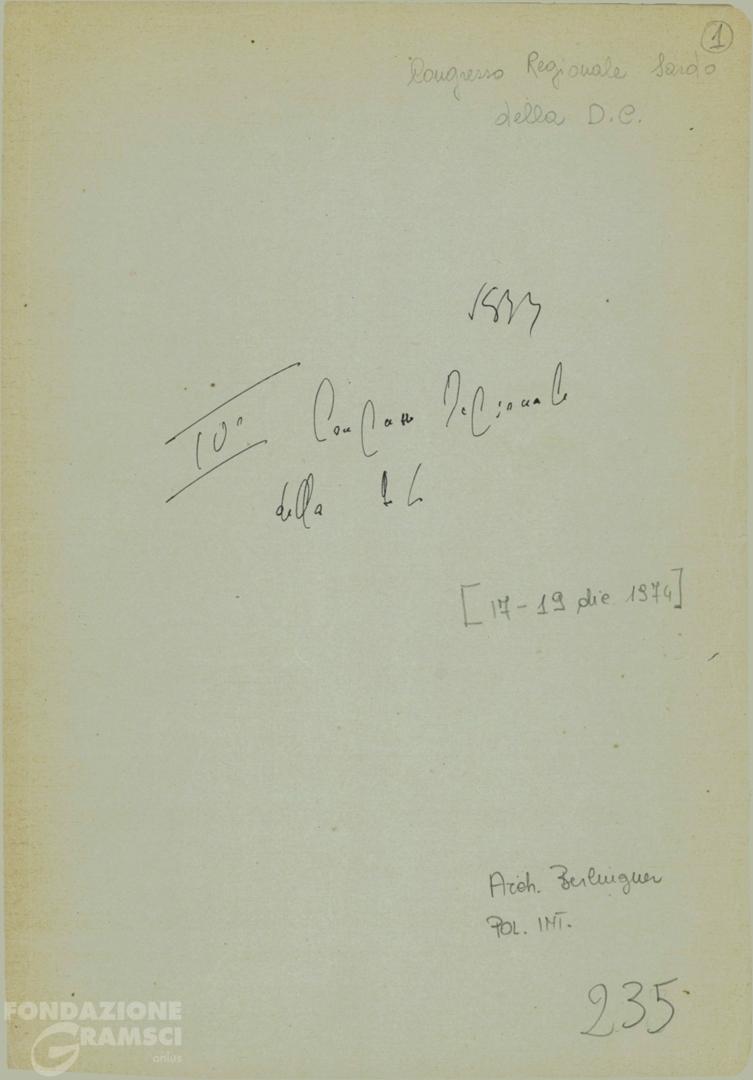 1
Congresso Regionale Sardo
della D.C.
10° Congresso Regionale
della DC
[17-19 dic 1974]
Arch. Berlinguer
POL. INT.
235
FONDAZIONE
GRAMSCI
onlus